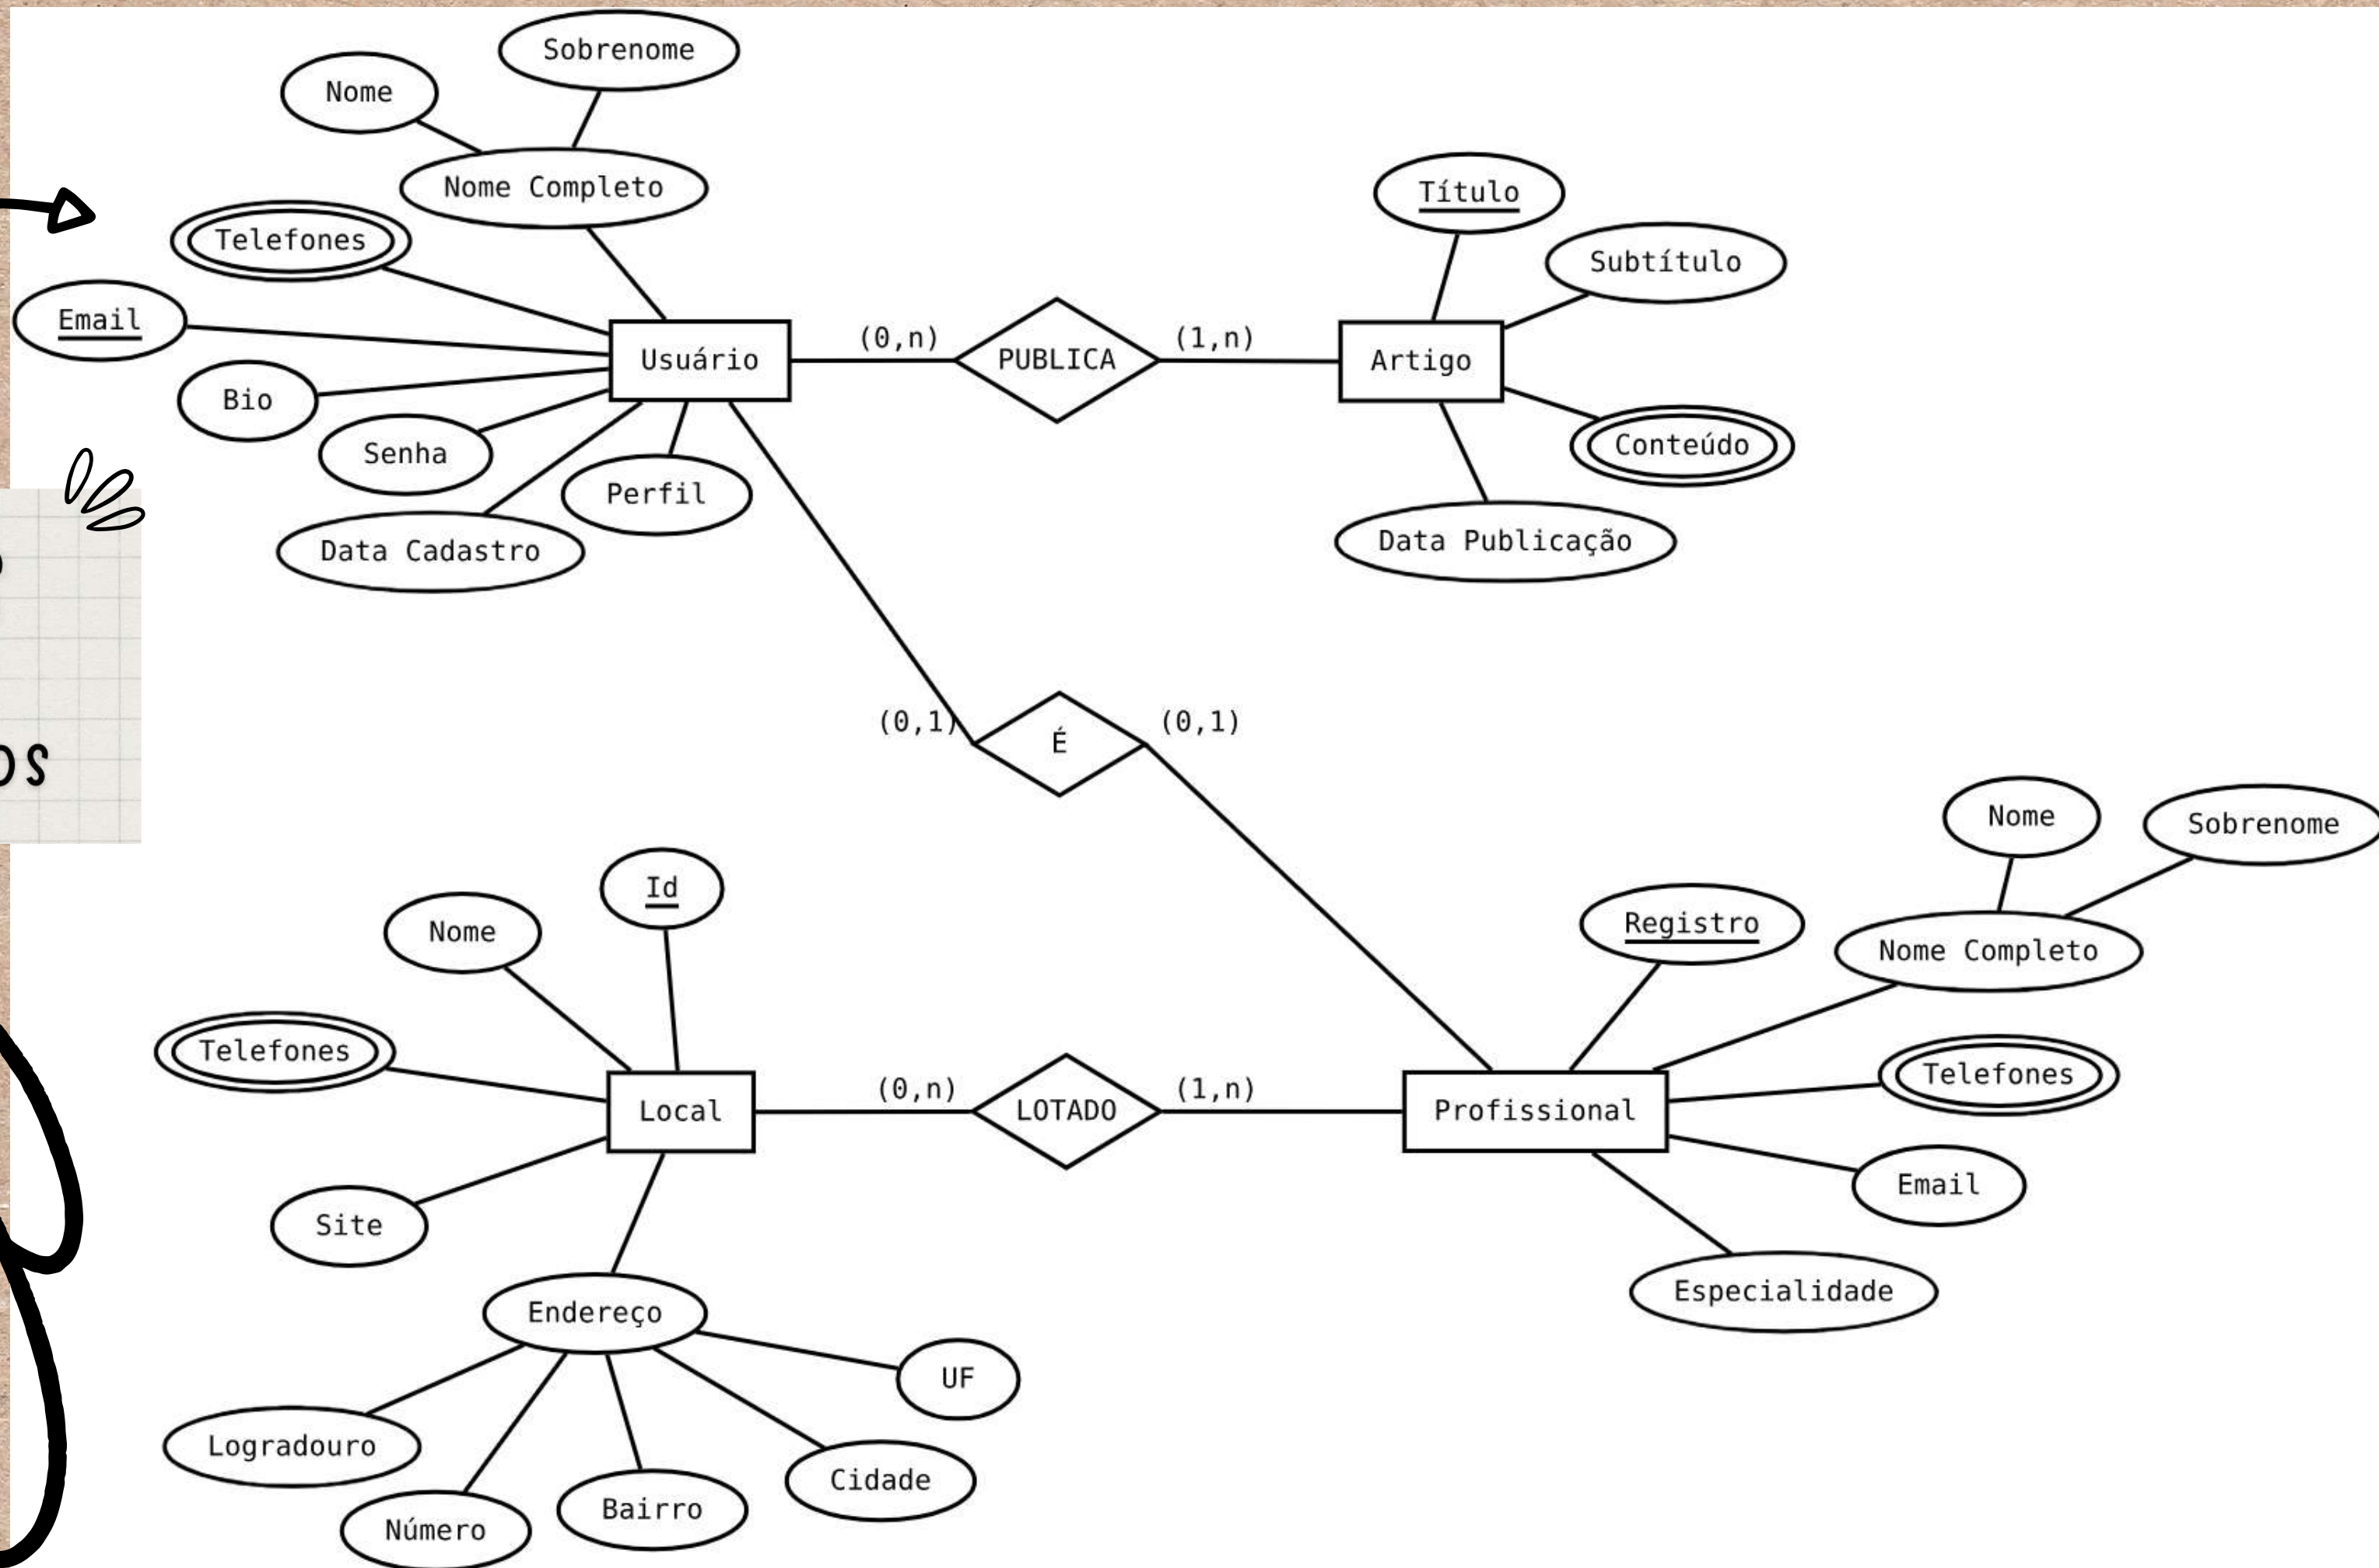 Sobrenome
Nome
Nome Completo
Telefones
Email
Bio
Senha
Perfil
Data Cadastro
Usuário
(0,n)
PUBLICA
(1,n)
Artigo
Título
Subtítulo
Conteúdo
Data Publicação
(0,1)
É
(0,1)
Id
Nome
Telefones
Local
Site
Endereço
Logradouro
Número
Bairro
Cidade
UF
(0,n)
LOTADO
(1,n)
Profissional
Registro
Nome
Sobrenome
Nome Completo
Telefones
Email
Especialidade